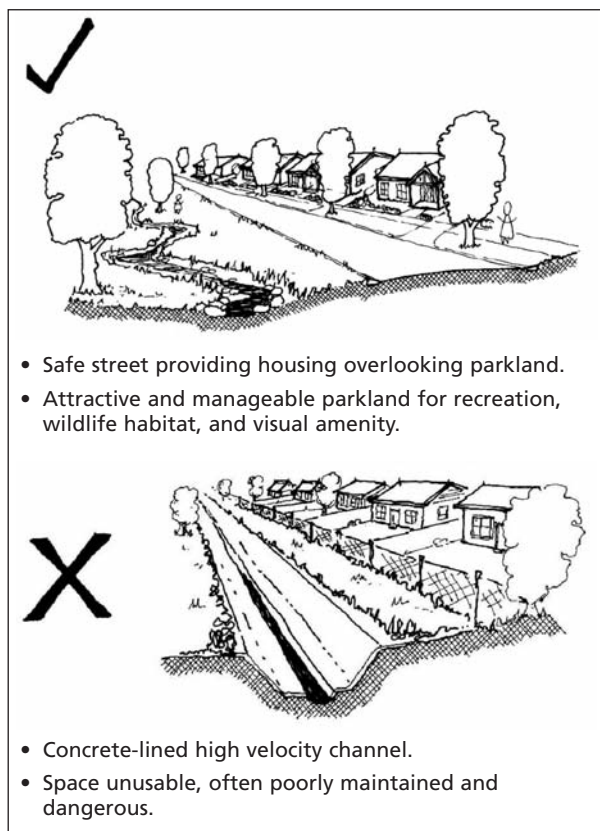 • Safe street providing housing overlooking parkland.
• Attractive and manageable parkland for recreation,
wildlife habitat, and visual amenity.
• Concrete-lined high velocity channel.
• Space unusable, often poorly maintained and
dangerous.